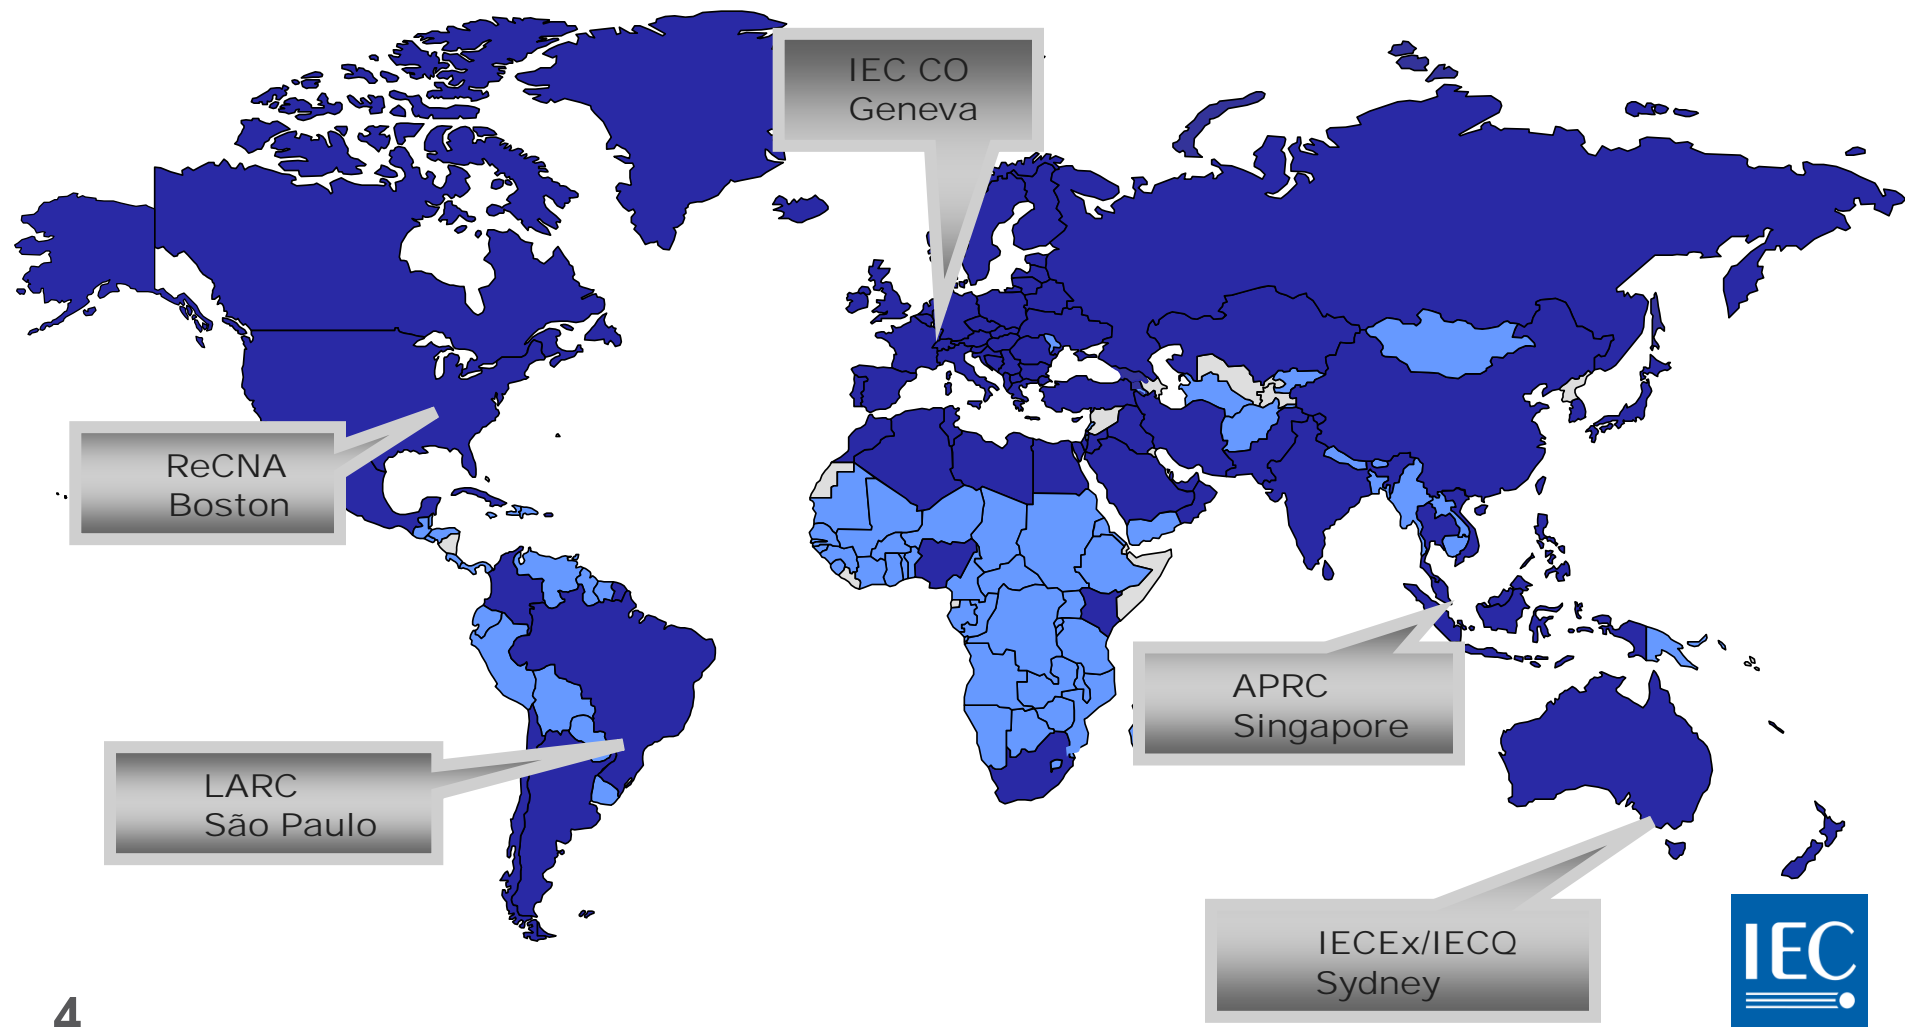 IEC CO
Geneva
ReCNA
Boston
APRC
Singapore
LARC
São Paulo
IECEx/IECQ
Sydney
IEC
4